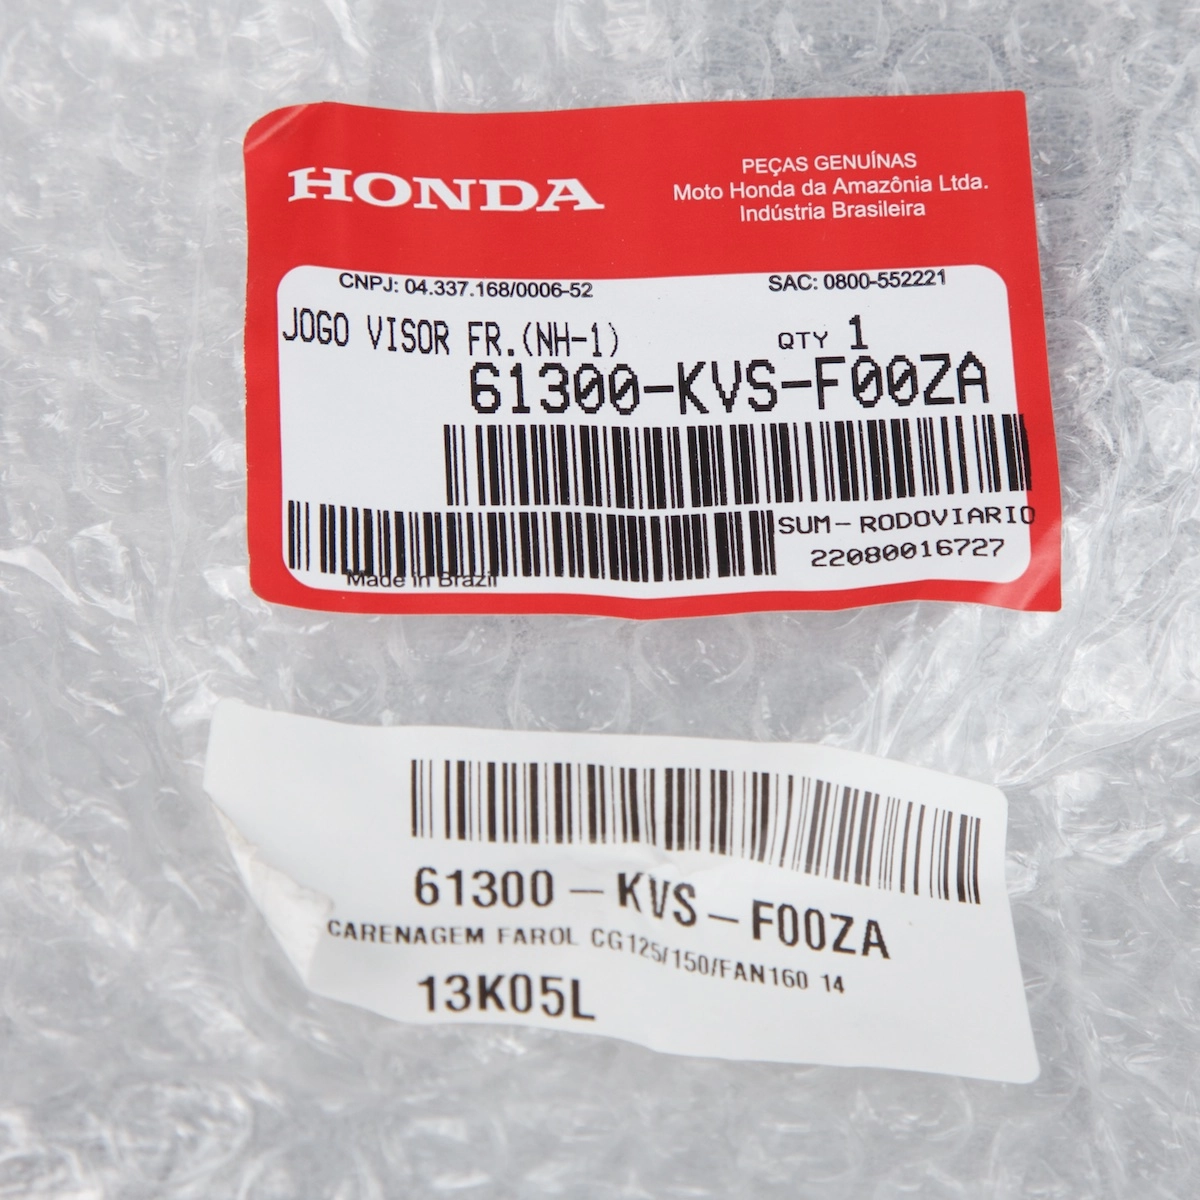 HONDA
PEÇAS GENUÍNAS
Moto Honda da Amazônia Ltda.
Indústria Brasileira
CNPJ: 04.337.168/0006-52
SAC: 0800-552221
JOGO VISOR FR.(NH-1)
QTY 1
61300-KVS-F00ZA
SUM-RODOVIARIO
22080016727
Made in Brazil
61300-KVS-F00ZA
CARENAGEM FAROL CG125/150/FAN160 14
13K05L